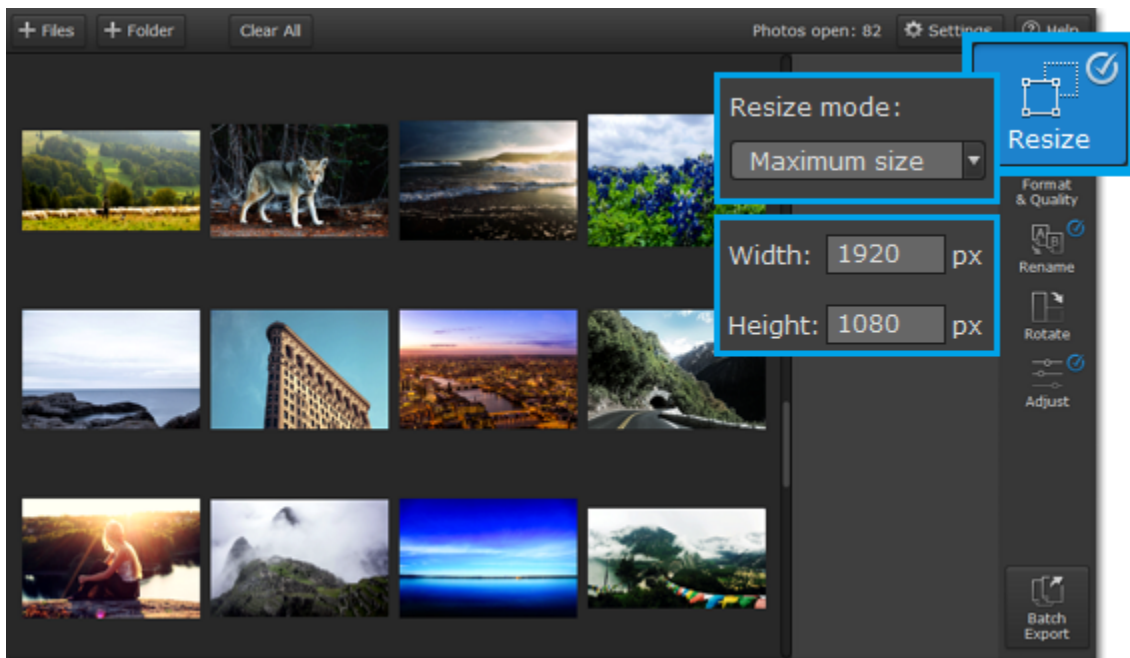 + Files + Folder Clear All Photos open: 82 Settings Help
Resize
Resize mode:
Maximum size
Width: 1920 px
Height: 1080 px
Format
& Quality
Rename
Rotate
Adjust
Batch
Export